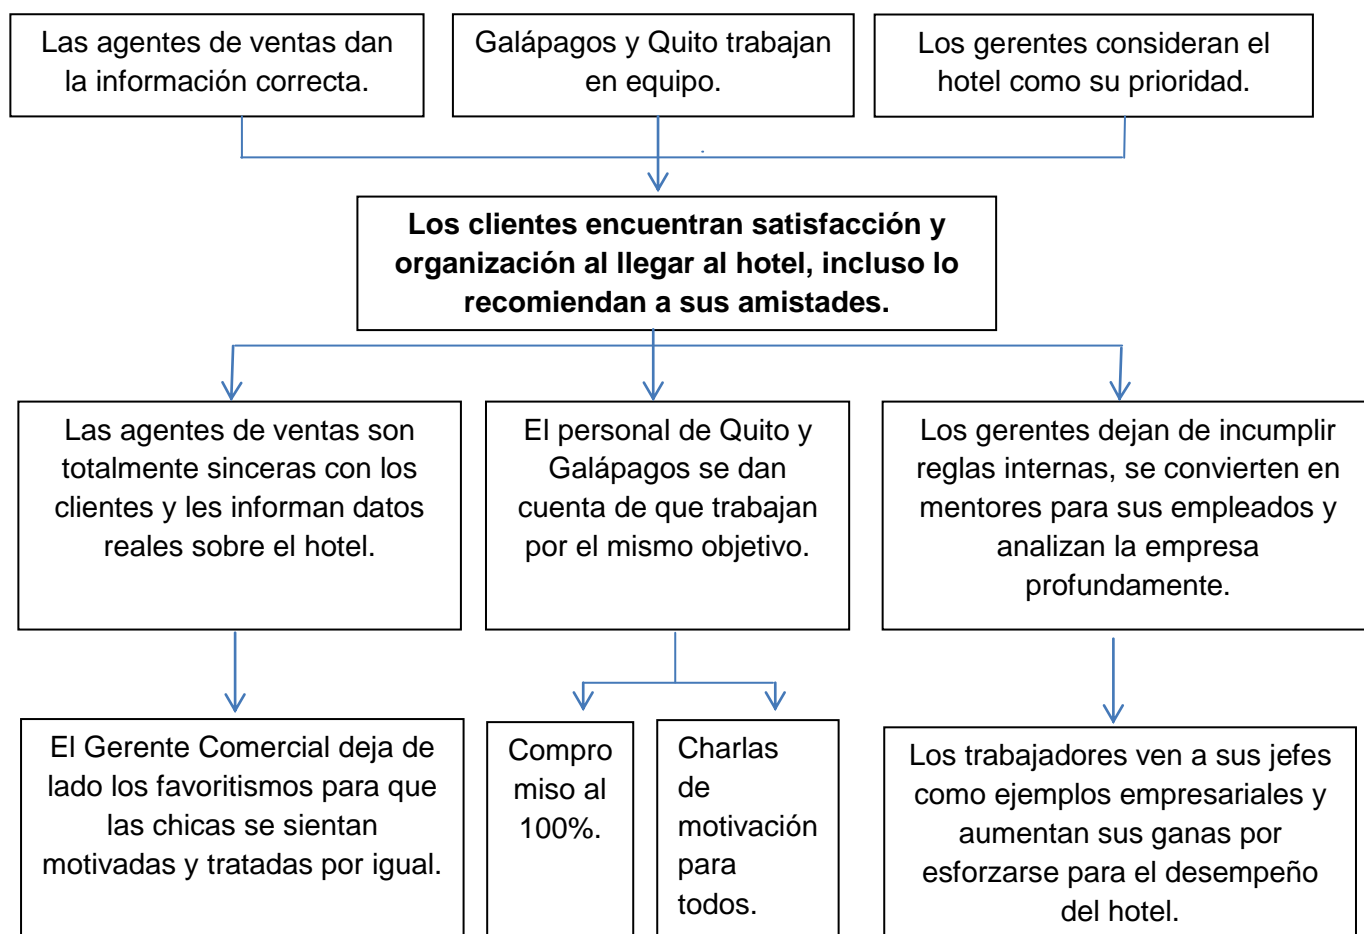 Las agentes de ventas dan
la información correcta.
Galápagos y Quito trabajan
en equipo.
Los gerentes consideran el
hotel como su prioridad.
Los clientes encuentran satisfacción y
organización al llegar al hotel, incluso lo
recomiendan a sus amistades.
Las agentes de ventas son
totalmente sinceras con los
clientes y les informan datos
reales sobre el hotel.
El personal de Quito y
Galápagos se dan
cuenta de que trabajan
por el mismo objetivo.
Los gerentes dejan de incumplir
reglas internas, se convierten en
mentores para sus empleados y
analizan la empresa
profundamente.
El Gerente Comercial deja de
lado los favoritismos para que
las chicas se sientan
motivadas y tratadas por igual.
Compro
miso al
100%.
Charlas
de
motivación
para
todos.
Los trabajadores ven a sus jefes
como ejemplos empresariales y
aumentan sus ganas por
esforzarse para el desempeño
del hotel.